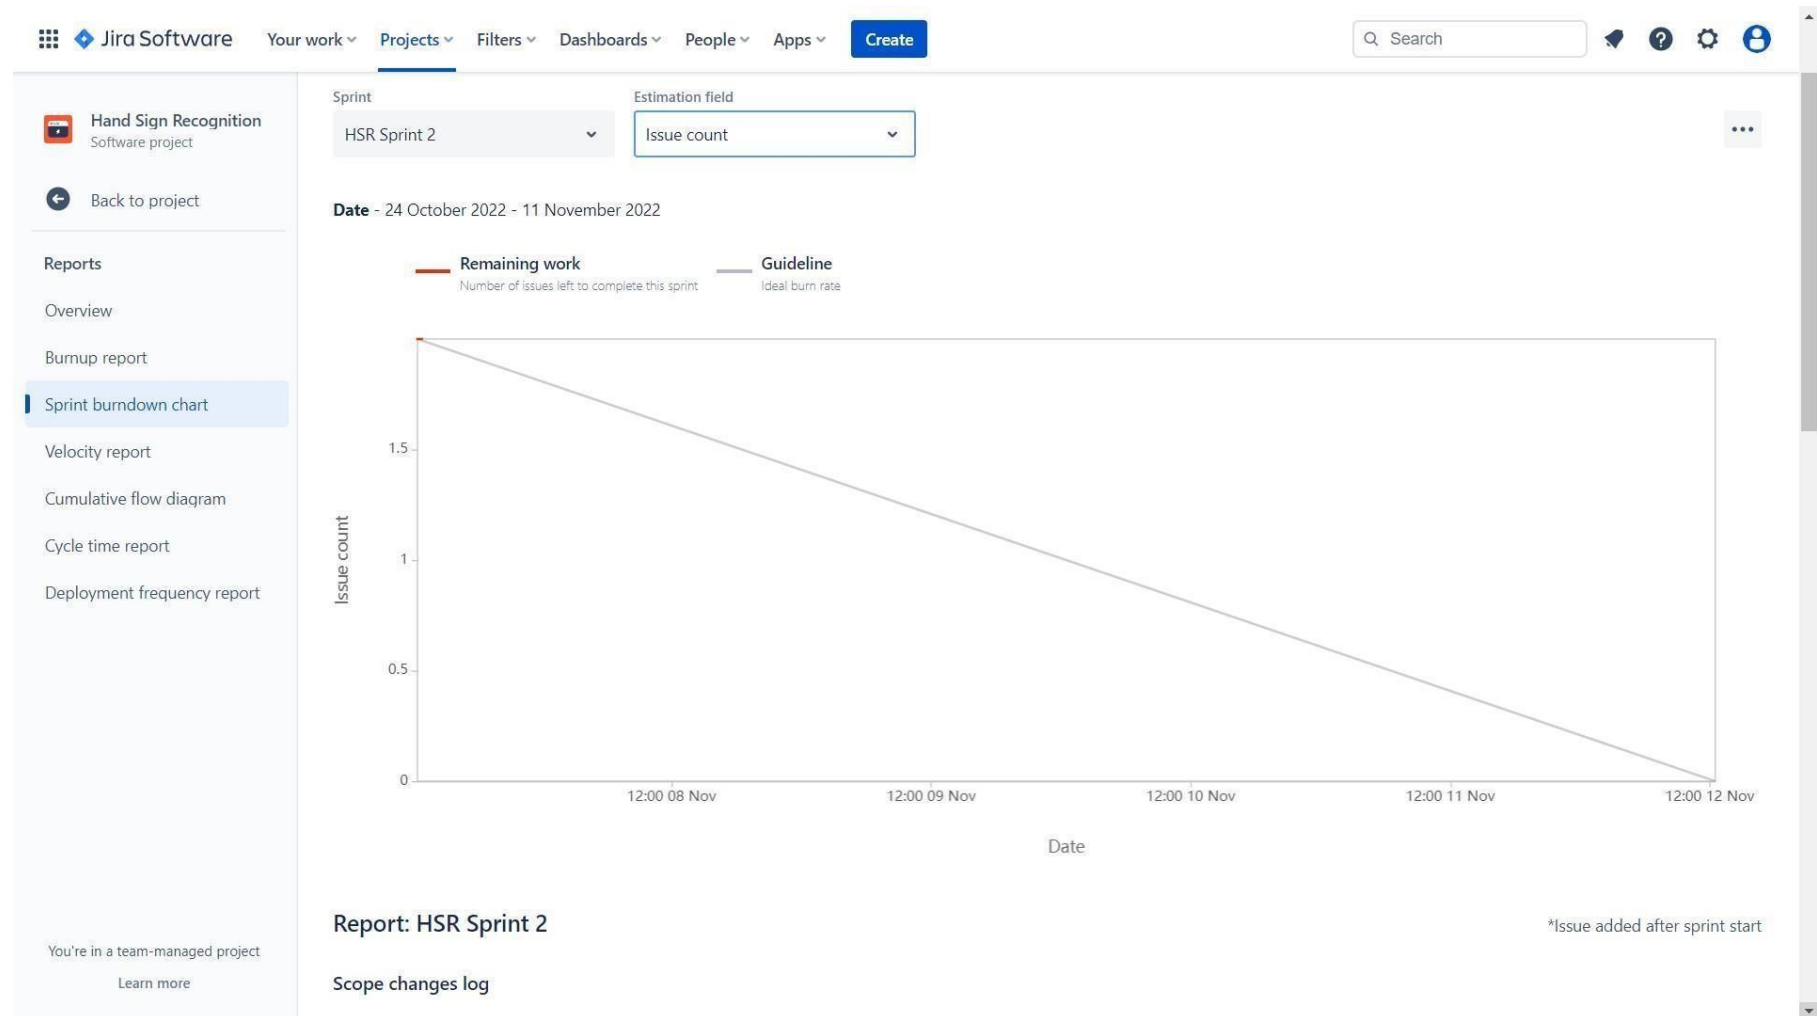 Jira Software Your work Projects Filters Dashboards People Apps Create Search
Hand Sign Recognition
Software project
Back to project
Reports
Overview
Burnup report
Sprint burndown chart
Velocity report
Cumulative flow diagram
Cycle time report
Deployment frequency report
You're in a team-managed project
Learn more
Sprint Estimation field
HSR Sprint 2 Issue count
Date - 24 October 2022 - 11 November 2022
Remaining work Guideline
Number of issues left to complete this sprint Ideal burn rate
1.5
1
0.5
0
Issue count
12:00 08 Nov 12:00 09 Nov 12:00 10 Nov 12:00 11 Nov 12:00 12 Nov
Date
Report: HSR Sprint 2 *Issue added after sprint start
Scope changes log